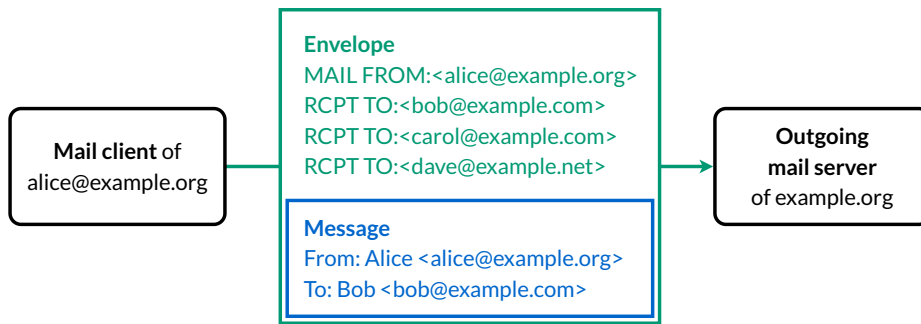 Mail client of
alice@example.org
Envelope
MAIL FROM:<alice@example.org>
RCPT TO:<bob@example.com>
RCPT TO:<carol@example.com>
RCPT TO:<dave@example.net>
Message
From: Alice <alice@example.org>
To: Bob <bob@example.com>
Outgoing
mail server
of example.org